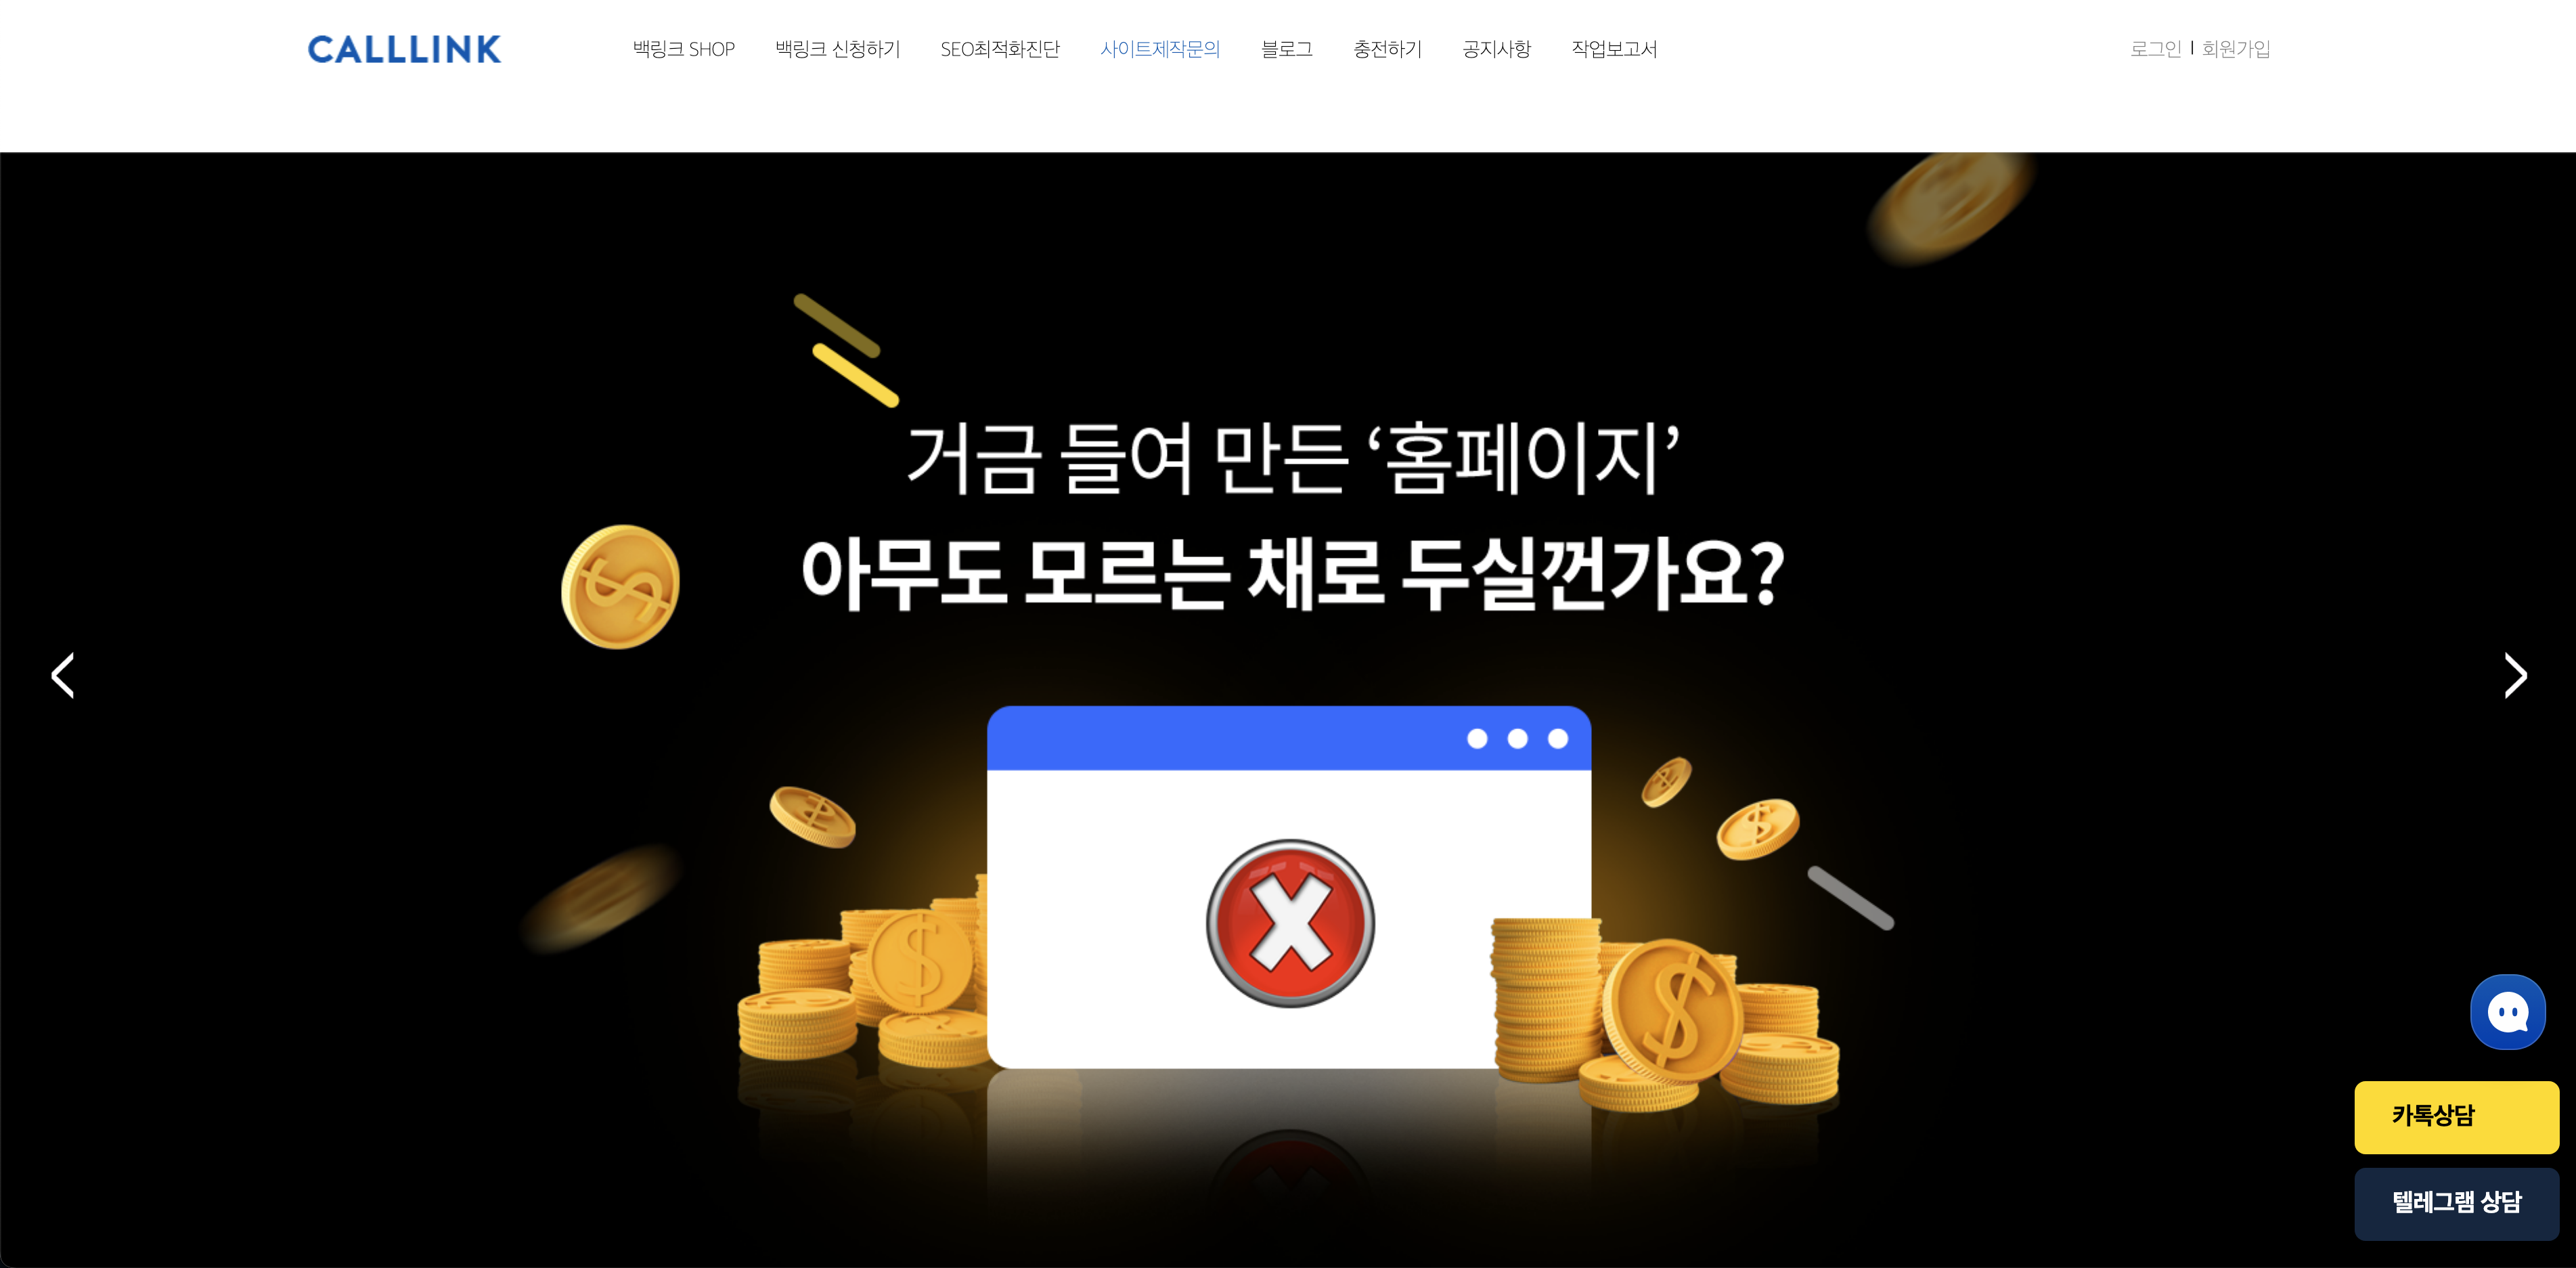 CALLLINK
백링크 SHOP
백링크 신청하기
SEO최적화진단
사이트제작문의
블로그
충전하기
공지사항
작업보고서
로그인 | 회원가입
거금 들여 만든 ‘홈페이지’
아무도 모르는 채로 두실껀가요?
카톡상담
텔레그램 상담